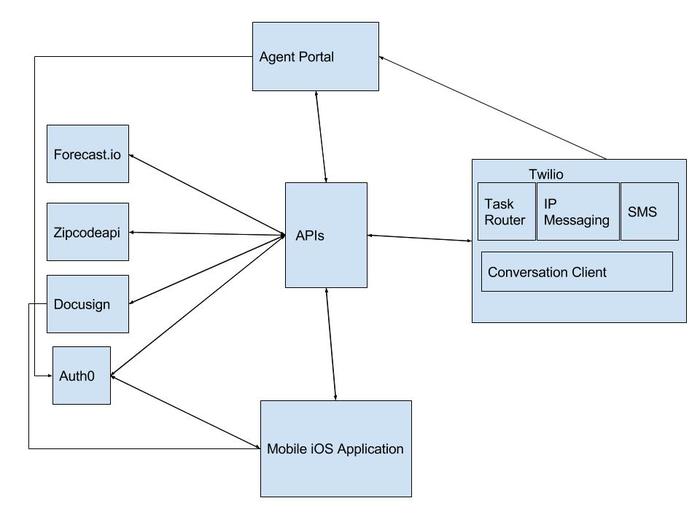 Agent Portal
Forecast.io
Twilio
Task
Router
IP
Messaging
SMS
Zipcodeapi
APIs
Conversation Client
Docusign
Auth0
Mobile iOS Application